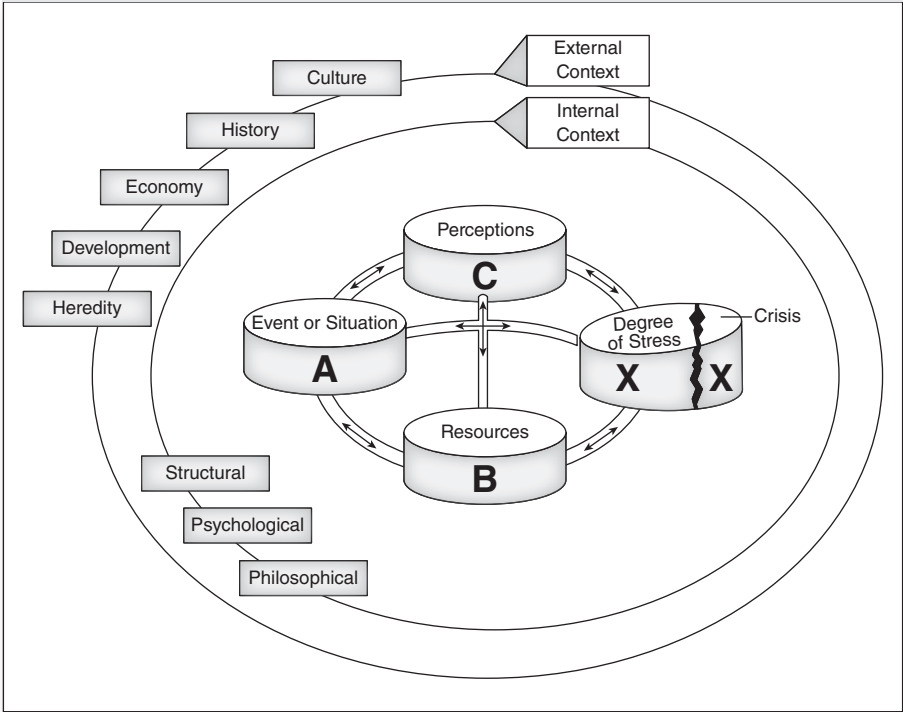 External
Context
Culture
Internal
Context
History
Economy
Perceptions
C
Development
Heredity
Event or Situation
A
Degree
of Stress
X
X
Crisis
Resources
B
Structural
Psychological
Philosophical